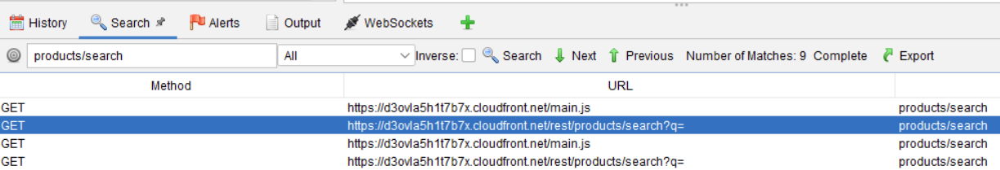 History Search Alerts Output WebSockets
products/search All Inverse: Search Next Previous Number of Matches: 9 Complete Export
Method URL
GET https://d3ovla5h1t7b7x.cloudfront.net/main.js products/search
GET https://d3ovla5h1t7b7x.cloudfront.net/rest/products/search?q= products/search
GET https://d3ovla5h1t7b7x.cloudfront.net/main.js products/search
GET https://d3ovla5h1t7b7x.cloudfront.net/rest/products/search?q= products/search